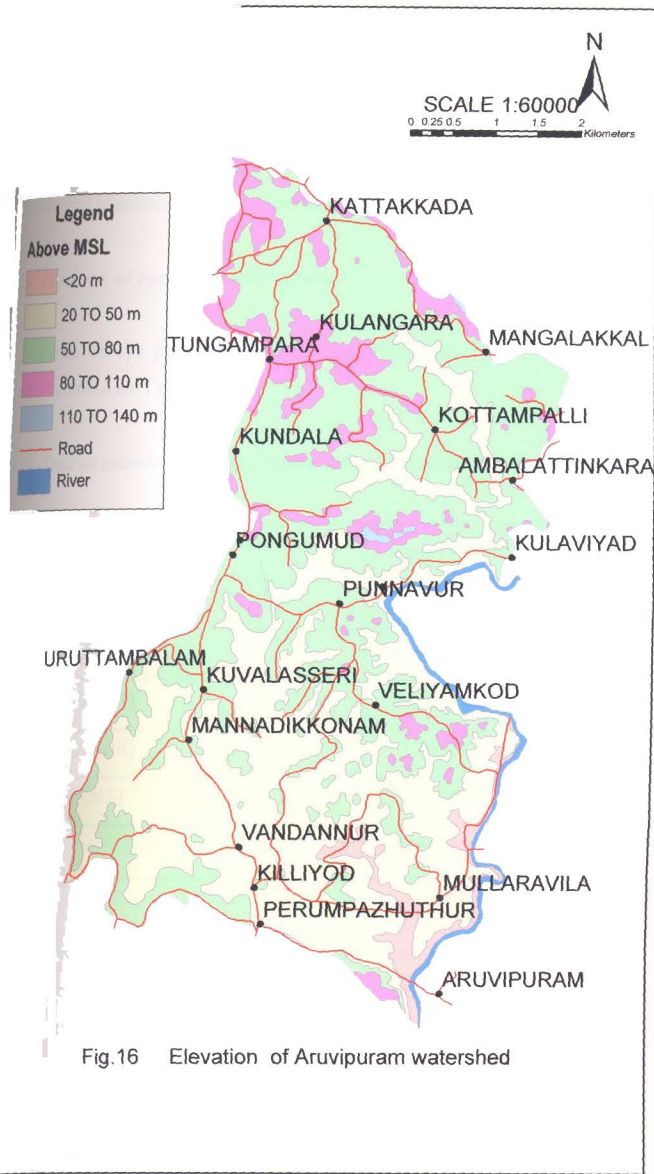 N
SCALE 1:60000
0 0.25 0.5 1 1.5 2
Kilometers
Legend
Above MSL
<20 m
20 TO 50 m
50 TO 80 m
80 TO 110 m
110 TO 140 m
Road
River
KATTAKKADA
KULANGARA
TUNGAMPARA
MANGALAKKAL
KOTTAMPALLI
KUNDALA
AMBALATTINKARA
PONGUMUD
KULAVIYAD
PUNNAVUR
URUTTAMBALAM
KUVALASSERI
VELIYAMKOD
MANNADIKKONAM
VANDANNUR
KILLIYOD
MULLARAVILA
PERUMPAZHUTHUR
ARUVIPURAM
Fig.16 Elevation of Aruvipuram watershed